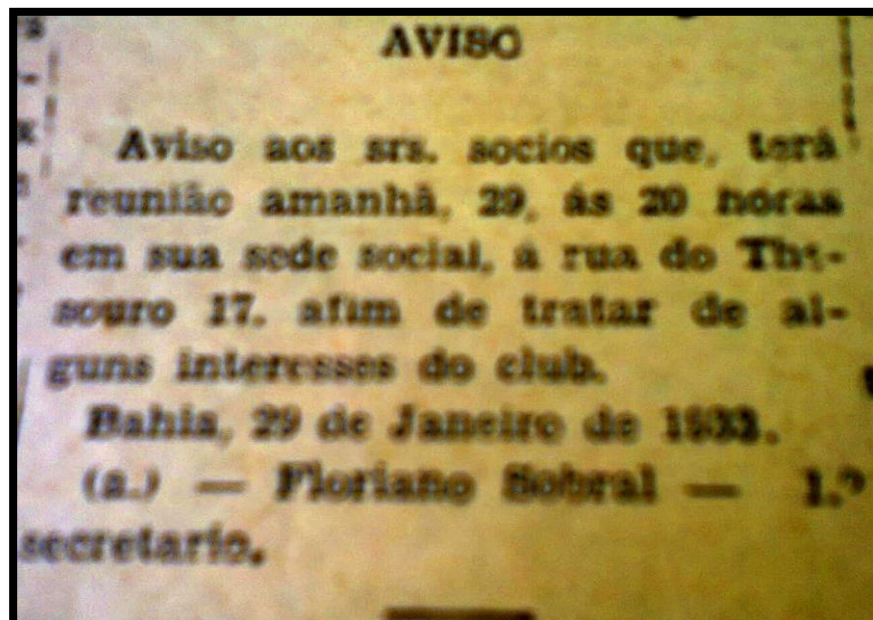 AVISO
Aviso aos srs. socios que, terá
reunião amanhã, 29, ás 20 horas
em sua sede social, á rua do The-
souro 17. afim de tratar de al-
guns interesses do club.
Bahia, 29 de Janeiro de 1933.
(a.) — Floriano Sobral — 1.º
secretario.